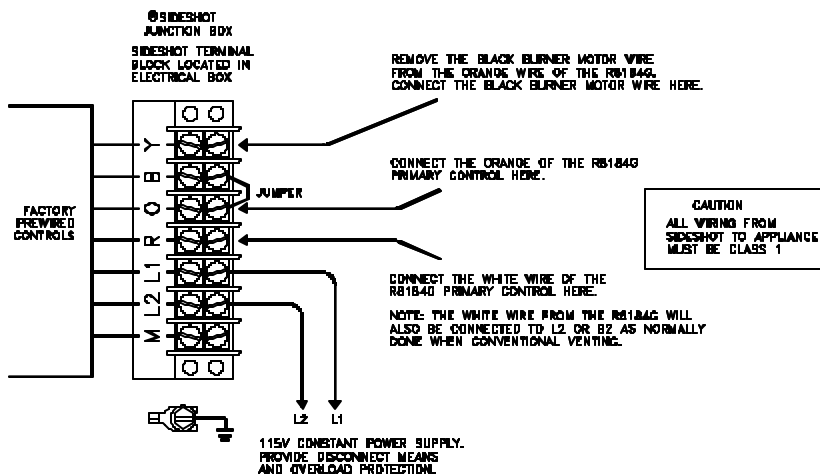 SIDESHOT
JUNCTION BOX
SIDESHOT TERMINAL
BLOCK LOCATED IN
ELECTRICAL BOX
REMOVE THE BLACK BURNER MOTOR WIRE
FROM THE ORANGE WIRE OF THE R8184G.
CONNECT THE BLACK BURNER MOTOR WIRE HERE.
Y
B
CONNECT THE ORANGE OF THE R8184G
PRIMARY CONTROL HERE.
JUMPER
O
FACTORY
PREWIRED
CONTROLS
CAUTION
ALL WIRING FROM
SIDESHOT TO APPLIANCE
MUST BE CLASS 1
R
L1
CONNECT THE WHITE WIRE OF THE
R8184G PRIMARY CONTROL HERE.
L2
NOTE: THE WHITE WIRE FROM THE R8184G WILL
ALSO BE CONNECTED TO L2 OR B2 AS NORMALLY
DONE WHEN CONVENTIONAL VENTING.
M
L2 L1
115V CONSTANT POWER SUPPLY.
PROVIDE DISCONNECT MEANS
AND OVERLOAD PROTECTION.